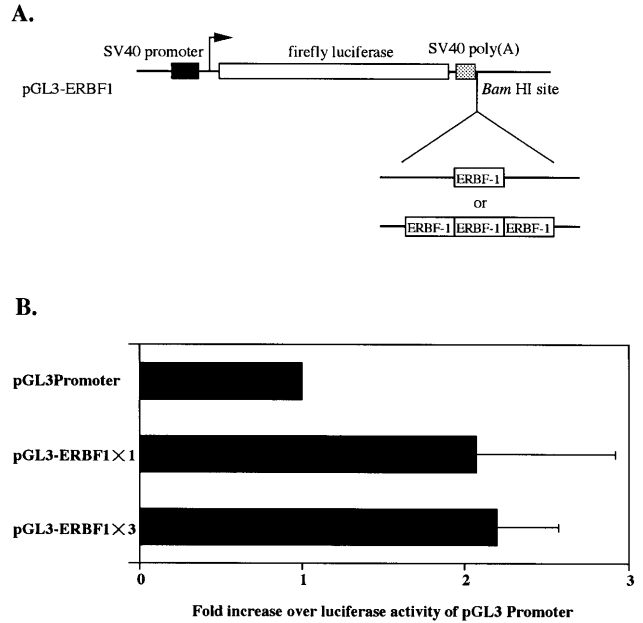 A.
SV40 promoter
firefly luciferase
SV40 poly(A)
pGL3-ERBF1
Bam HI site
ERBF-1
or
ERBF-1 ERBF-1 ERBF-1
B.
pGL3Promoter
pGL3-ERBF1×1
pGL3-ERBF1×3
0 1 2 3
Fold increase over luciferase activity of pGL3 Promoter